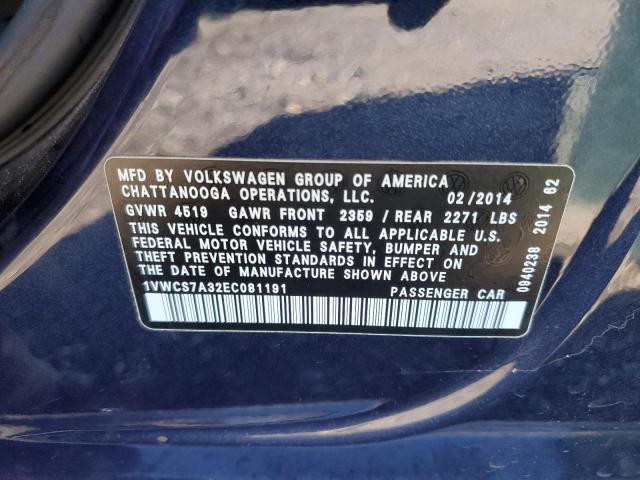 MFD BY VOLKSWAGEN GROUP OF AMERICA
CHATTANOOGA OPERATIONS, LLC. 02/2014
GVWR 4519 GAWR FRONT 2359 / REAR 2271 LBS
THIS VEHICLE CONFORMS TO ALL APPLICABLE U.S.
FEDERAL MOTOR VEHICLE SAFETY, BUMPER AND
THEFT PREVENTION STANDARDS IN EFFECT ON
THE DATE OF MANUFACTURE SHOWN ABOVE
1VWCS7A32EC081191 PASSENGER CAR
0940238 2014 62